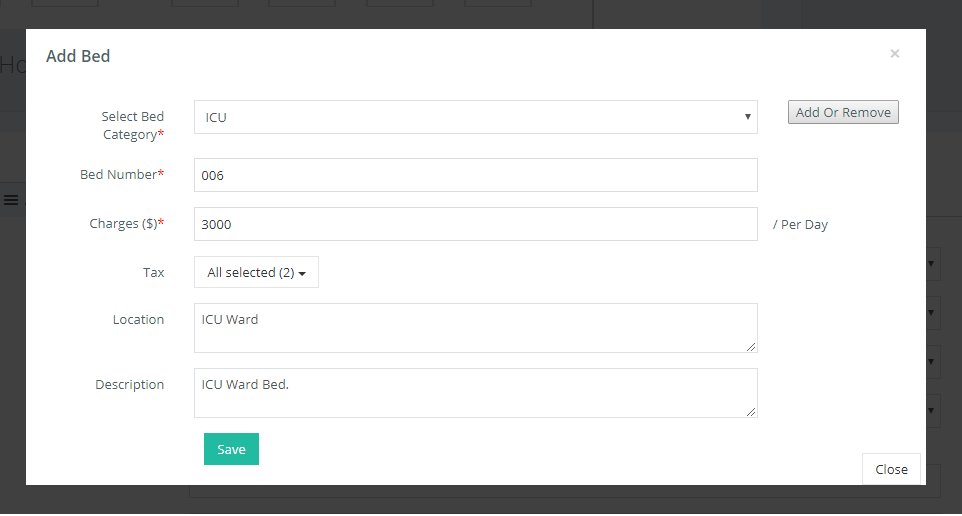 Ho
Add Bed
×
Select Bed
Category*
ICU
Add Or Remove
Bed Number*
006
Charges ($)*
3000
/ Per Day
Tax
All selected (2)
Location
ICU Ward
Description
ICU Ward Bed.
Save
Close